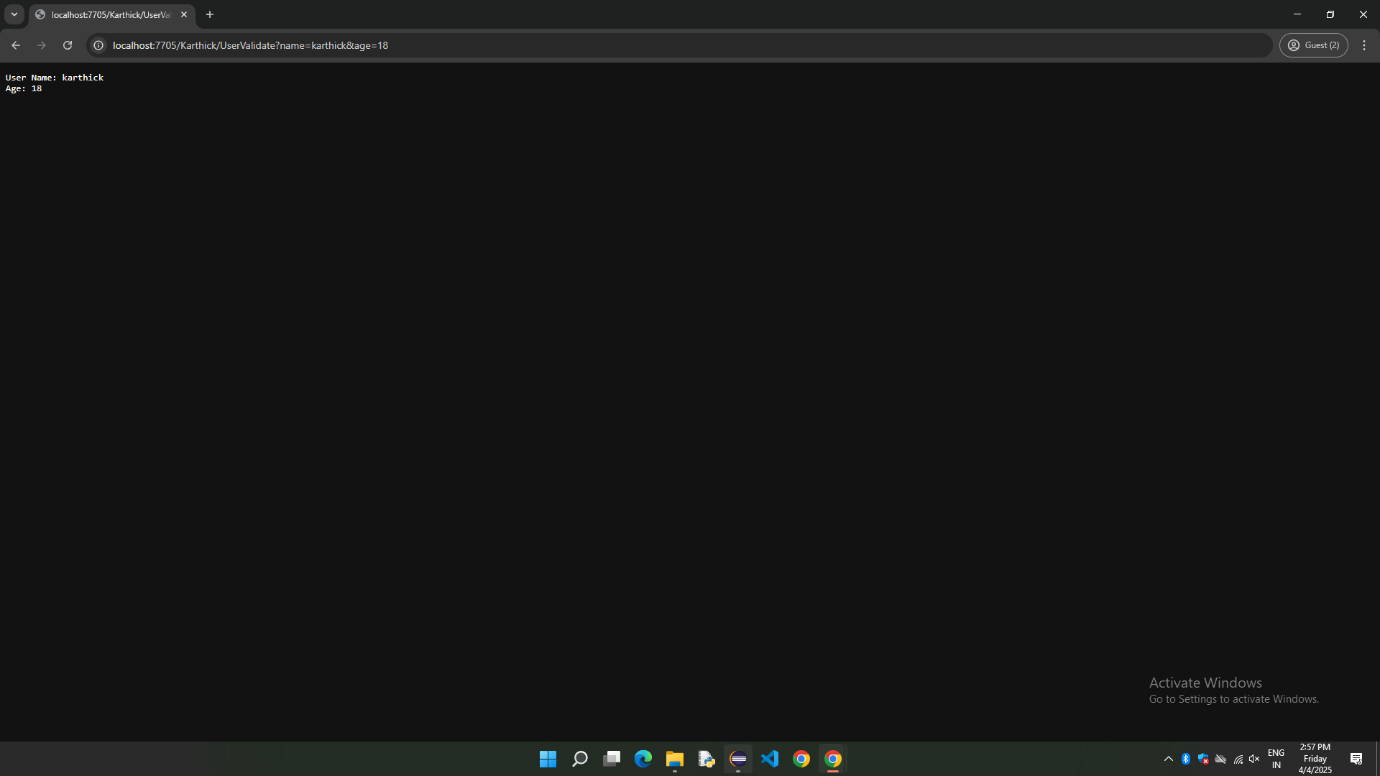 localhost:7705/Karthick/UserVal
localhost:7705/Karthick/UserValidate?name=karthick&age=18
Guest (2)
User Name: karthick
Age: 18
Activate Windows
Go to Settings to activate Windows.
ENG
IN
2:57 PM
Friday
4/4/2025